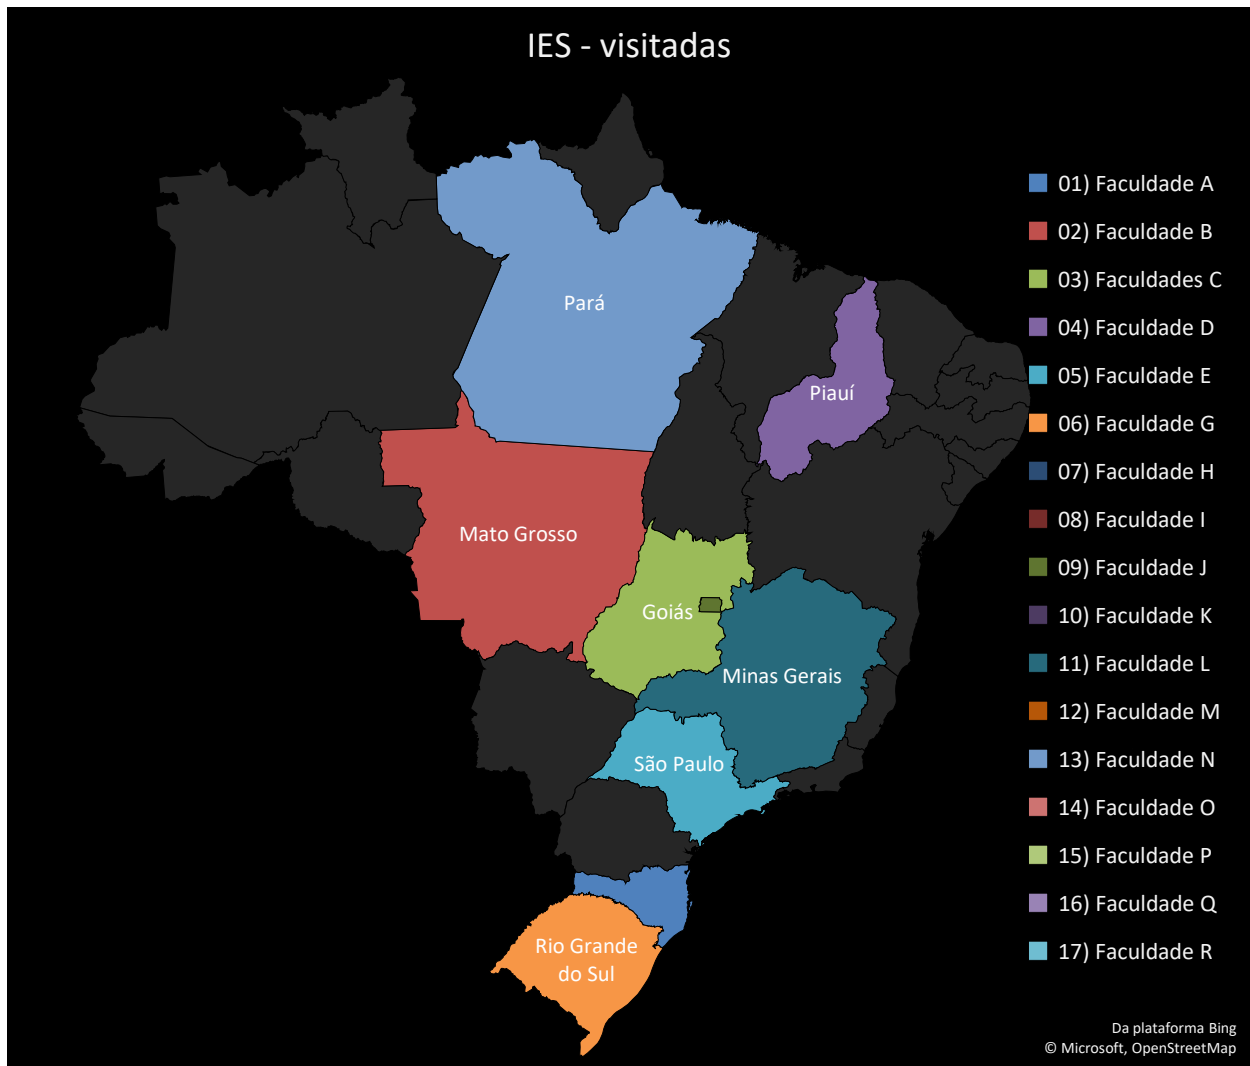 IES - visitadas
Pará
Piauí
Mato Grosso
Goiás
Minas Gerais
São Paulo
Rio Grande
do Sul
01) Faculdade A
02) Faculdade B
03) Faculdades C
04) Faculdade D
05) Faculdade E
06) Faculdade G
07) Faculdade H
08) Faculdade I
09) Faculdade J
10) Faculdade K
11) Faculdade L
12) Faculdade M
13) Faculdade N
14) Faculdade O
15) Faculdade P
16) Faculdade Q
17) Faculdade R
Da plataforma Bing
© Microsoft, OpenStreetMap